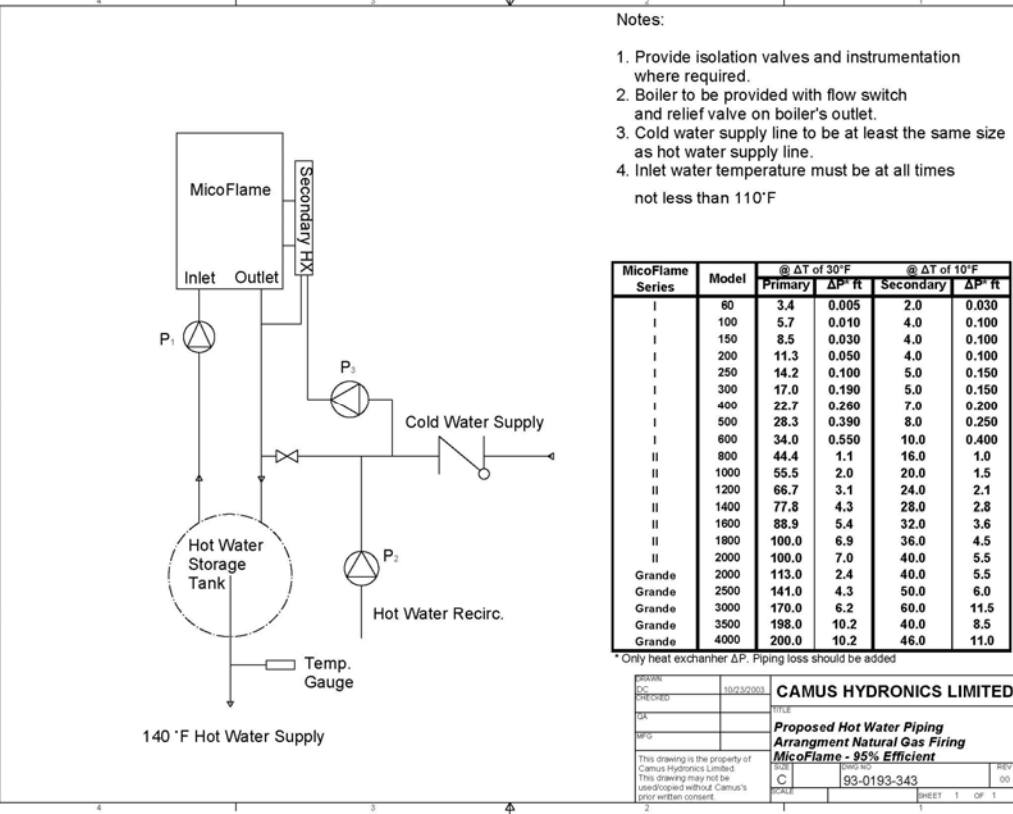 4
3
2
1
Notes:
1. Provide isolation valves and instrumentation
where required.
2. Boiler to be provided with flow switch
and relief valve on boiler's outlet.
3. Cold water supply line to be at least the same size
as hot water supply line.
4. Inlet water temperature must be at all times
not less than 110°F
MicoFlame
Secondary HX
Inlet Outlet
P1
P3
Cold Water Supply
Hot Water
Storage
Tank
P2
Hot Water Recirc.
Temp.
Gauge
140 °F Hot Water Supply
MicoFlame Series Model @ ΔT of 30°F @ ΔT of 10°F
Primary ΔP* ft Secondary ΔP* ft
I 60 3.4 0.005 2.0 0.030
I 100 5.7 0.010 4.0 0.100
I 150 8.5 0.030 4.0 0.100
I 200 11.3 0.050 4.0 0.100
I 250 14.2 0.100 5.0 0.150
I 300 17.0 0.190 5.0 0.150
I 400 22.7 0.260 7.0 0.200
I 500 28.3 0.390 8.0 0.250
I 600 34.0 0.550 10.0 0.400
II 800 44.4 1.1 16.0 1.0
II 1000 55.5 2.0 20.0 1.5
II 1200 66.7 3.1 24.0 2.1
II 1400 77.8 4.3 28.0 2.8
II 1600 88.9 5.4 32.0 3.6
II 1800 100.0 6.9 36.0 4.5
II 2000 100.0 7.0 40.0 5.5
Grande 2000 113.0 2.4 40.0 5.5
Grande 2500 141.0 4.3 50.0 6.0
Grande 3000 170.0 6.2 60.0 11.5
Grande 3500 198.0 10.2 40.0 8.5
Grande 4000 200.0 10.2 46.0 11.0
* Only heat exchanher ΔP. Piping loss should be added
DRAWN
DC 10/23/2003
CHECKED
QA
MFG
This drawing is the property of
Camus Hydronics Limited.
This drawing may not be
used/copied without Camus's
prior written consent.
CAMUS HYDRONICS LIMITED
TITLE
Proposed Hot Water Piping
Arrangment Natural Gas Firing
MicoFlame - 95% Efficient
SIZE DWG NO REV
C 93-0193-343 00
SCALE SHEET 1 OF 1
4
3
2
1